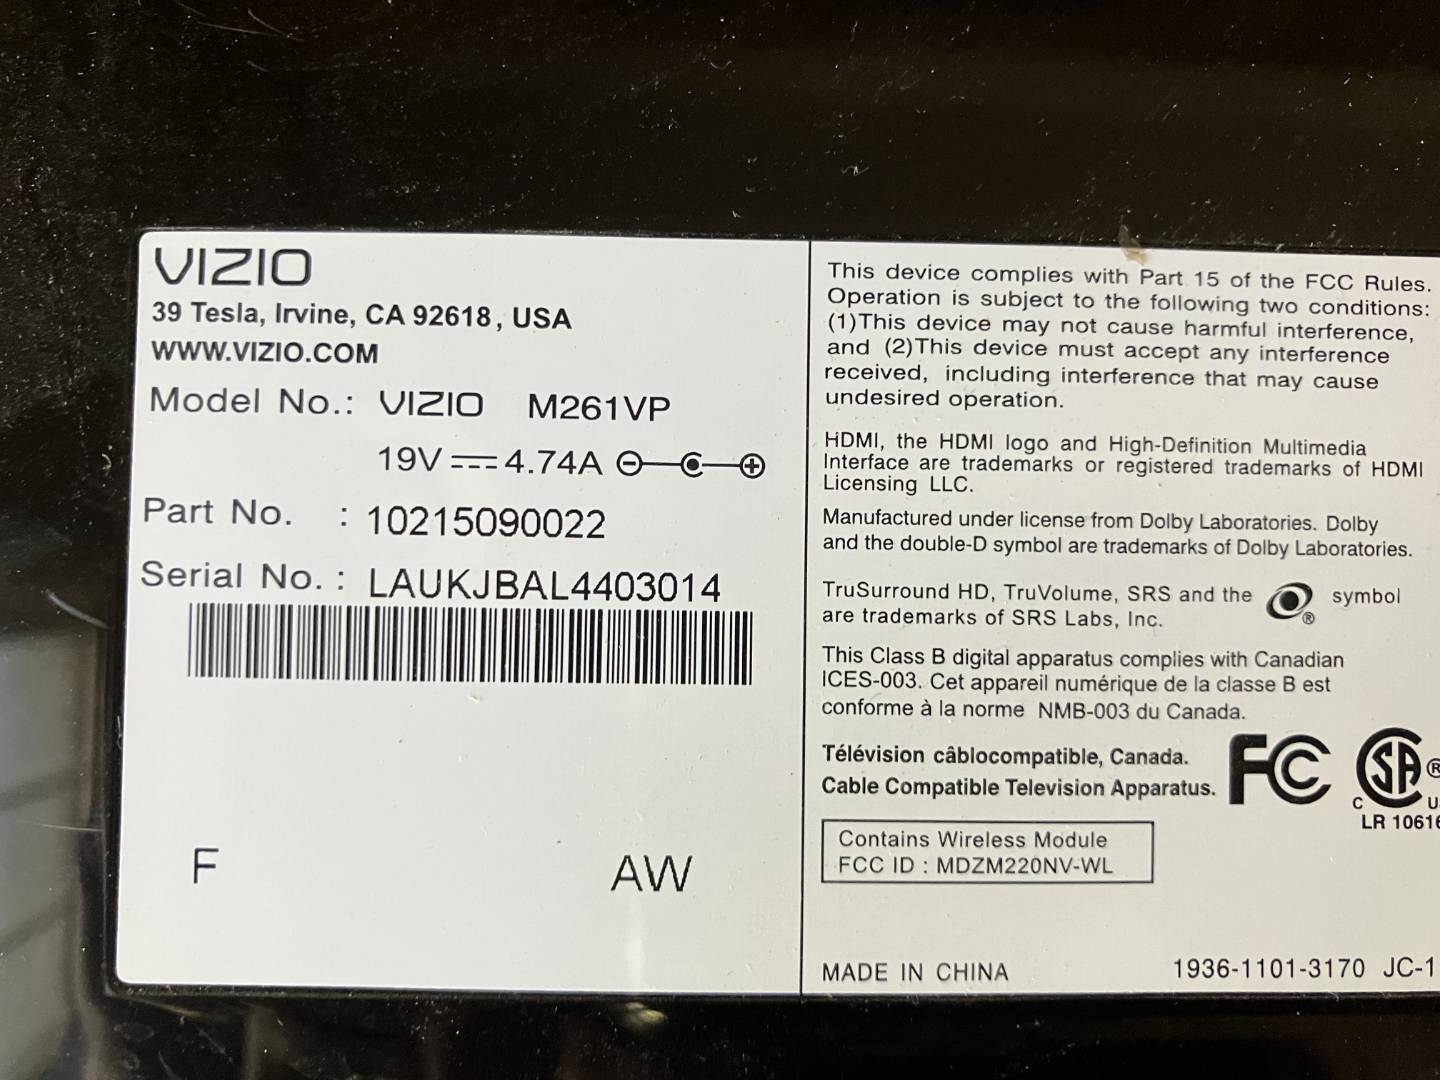 VIZIO
39 Tesla, Irvine, CA 92618, USA
WWW.VIZIO.COM
Model No.: VIZIO M261VP
19V 4.74A
Part No. : 10215090022
Serial No. : LAUKJBAL4403014
F AW
This device complies with Part 15 of the FCC Rules.
Operation is subject to the following two conditions:
(1)This device may not cause harmful interference,
and (2)This device must accept any interference
received, including interference that may cause
undesired operation.
HDMI, the HDMI logo and High-Definition Multimedia
Interface are trademarks or registered trademarks of HDMI
Licensing LLC.
Manufactured under license from Dolby Laboratories. Dolby
and the double-D symbol are trademarks of Dolby Laboratories.
TruSurround HD, TruVolume, SRS and the ® symbol
are trademarks of SRS Labs, Inc.
This Class B digital apparatus complies with Canadian
ICES-003. Cet appareil numérique de la classe B est
conforme à la norme NMB-003 du Canada.
Télévision câblocompatible, Canada.
Cable Compatible Television Apparatus.
FC SA ®
C U
LR 10616
Contains Wireless Module
FCC ID : MDZM220NV-WL
MADE IN CHINA 1936-1101-3170 JC-1